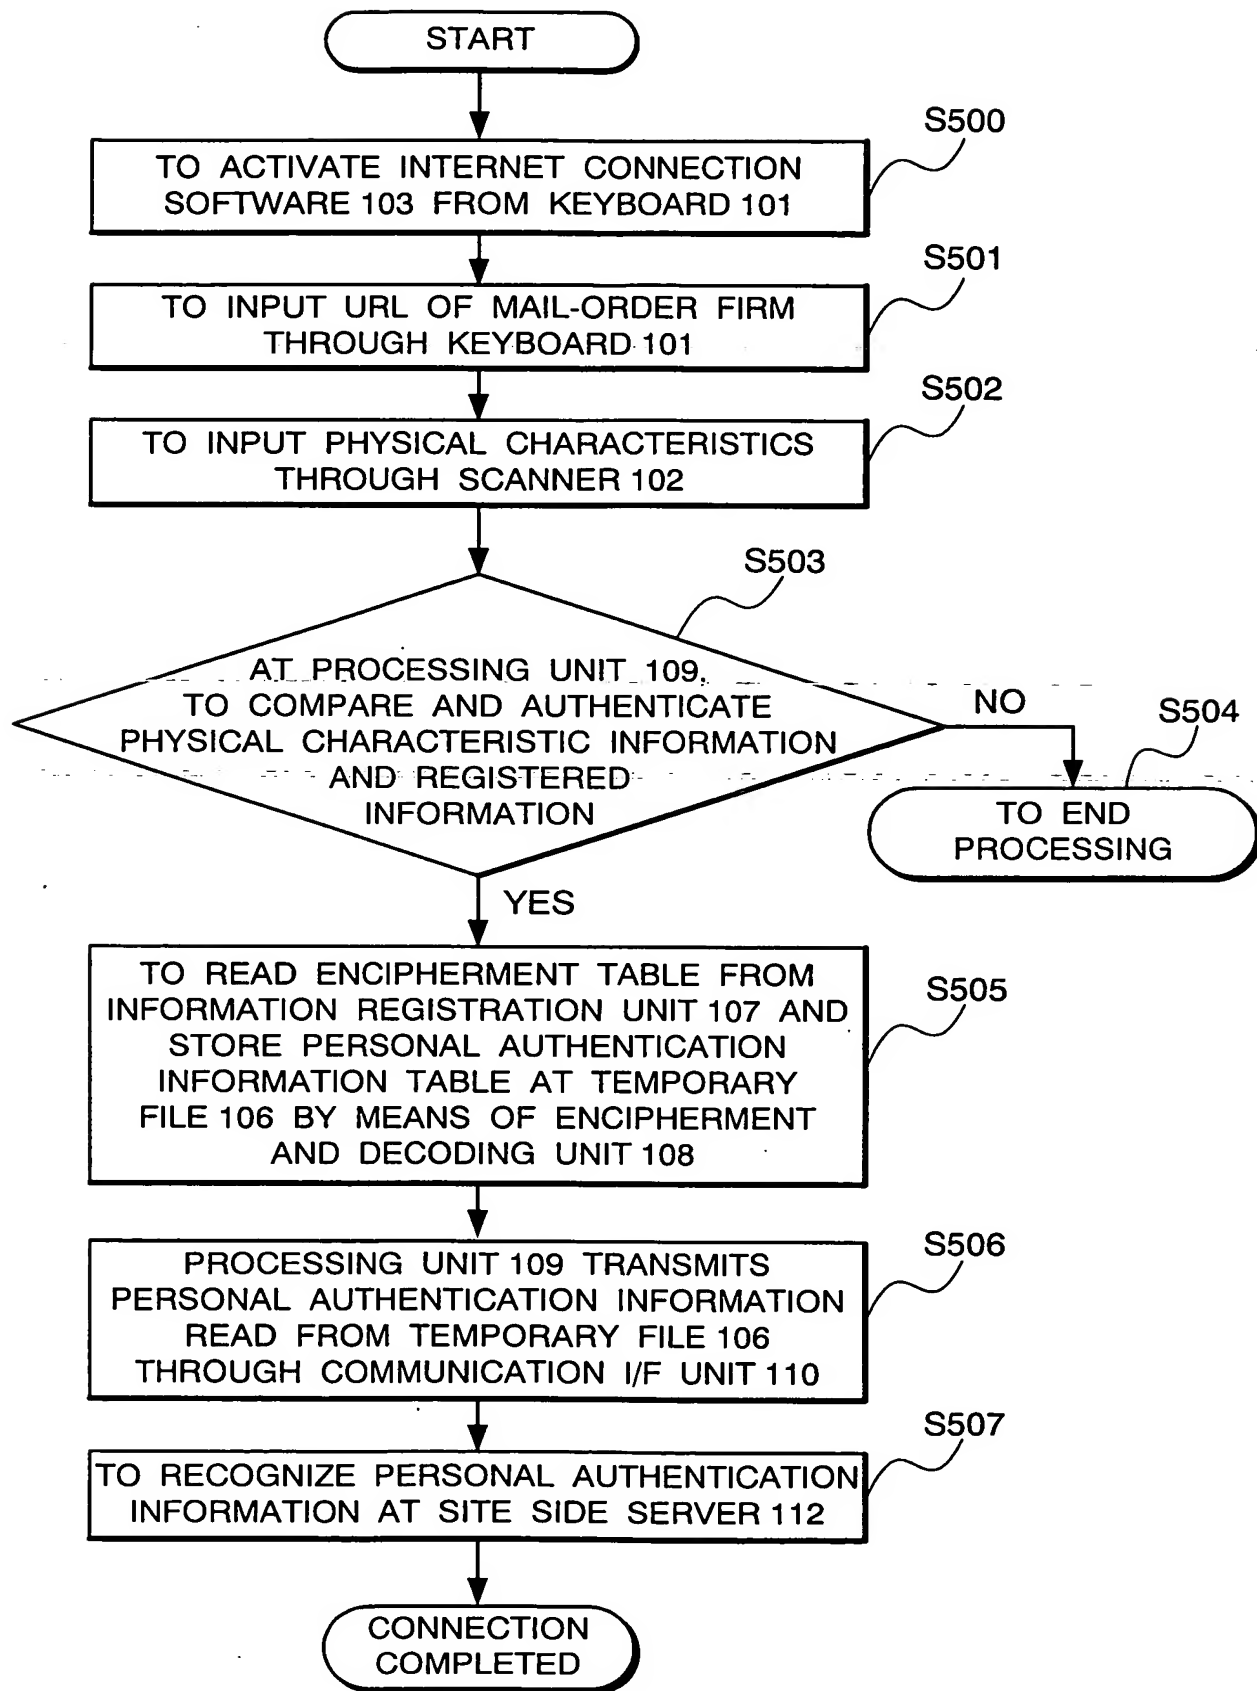 START
S500
TO ACTIVATE INTERNET CONNECTION
SOFTWARE 103 FROM KEYBOARD 101
S501
TO INPUT URL OF MAIL-ORDER FIRM
THROUGH KEYBOARD 101
S502
TO INPUT PHYSICAL CHARACTERISTICS
THROUGH SCANNER 102
S503
AT PROCESSING UNIT 109,
TO COMPARE AND AUTHENTICATE
PHYSICAL CHARACTERISTIC INFORMATION
AND REGISTERED
INFORMATION
NO
S504
TO END
PROCESSING
YES
S505
TO READ ENCIPHERMENT TABLE FROM
INFORMATION REGISTRATION UNIT 107 AND
STORE PERSONAL AUTHENTICATION
INFORMATION TABLE AT TEMPORARY
FILE 106 BY MEANS OF ENCIPHERMENT
AND DECODING UNIT 108
S506
PROCESSING UNIT 109 TRANSMITS
PERSONAL AUTHENTICATION INFORMATION
READ FROM TEMPORARY FILE 106
THROUGH COMMUNICATION I/F UNIT 110
S507
TO RECOGNIZE PERSONAL AUTHENTICATION
INFORMATION AT SITE SIDE SERVER 112
CONNECTION
COMPLETED